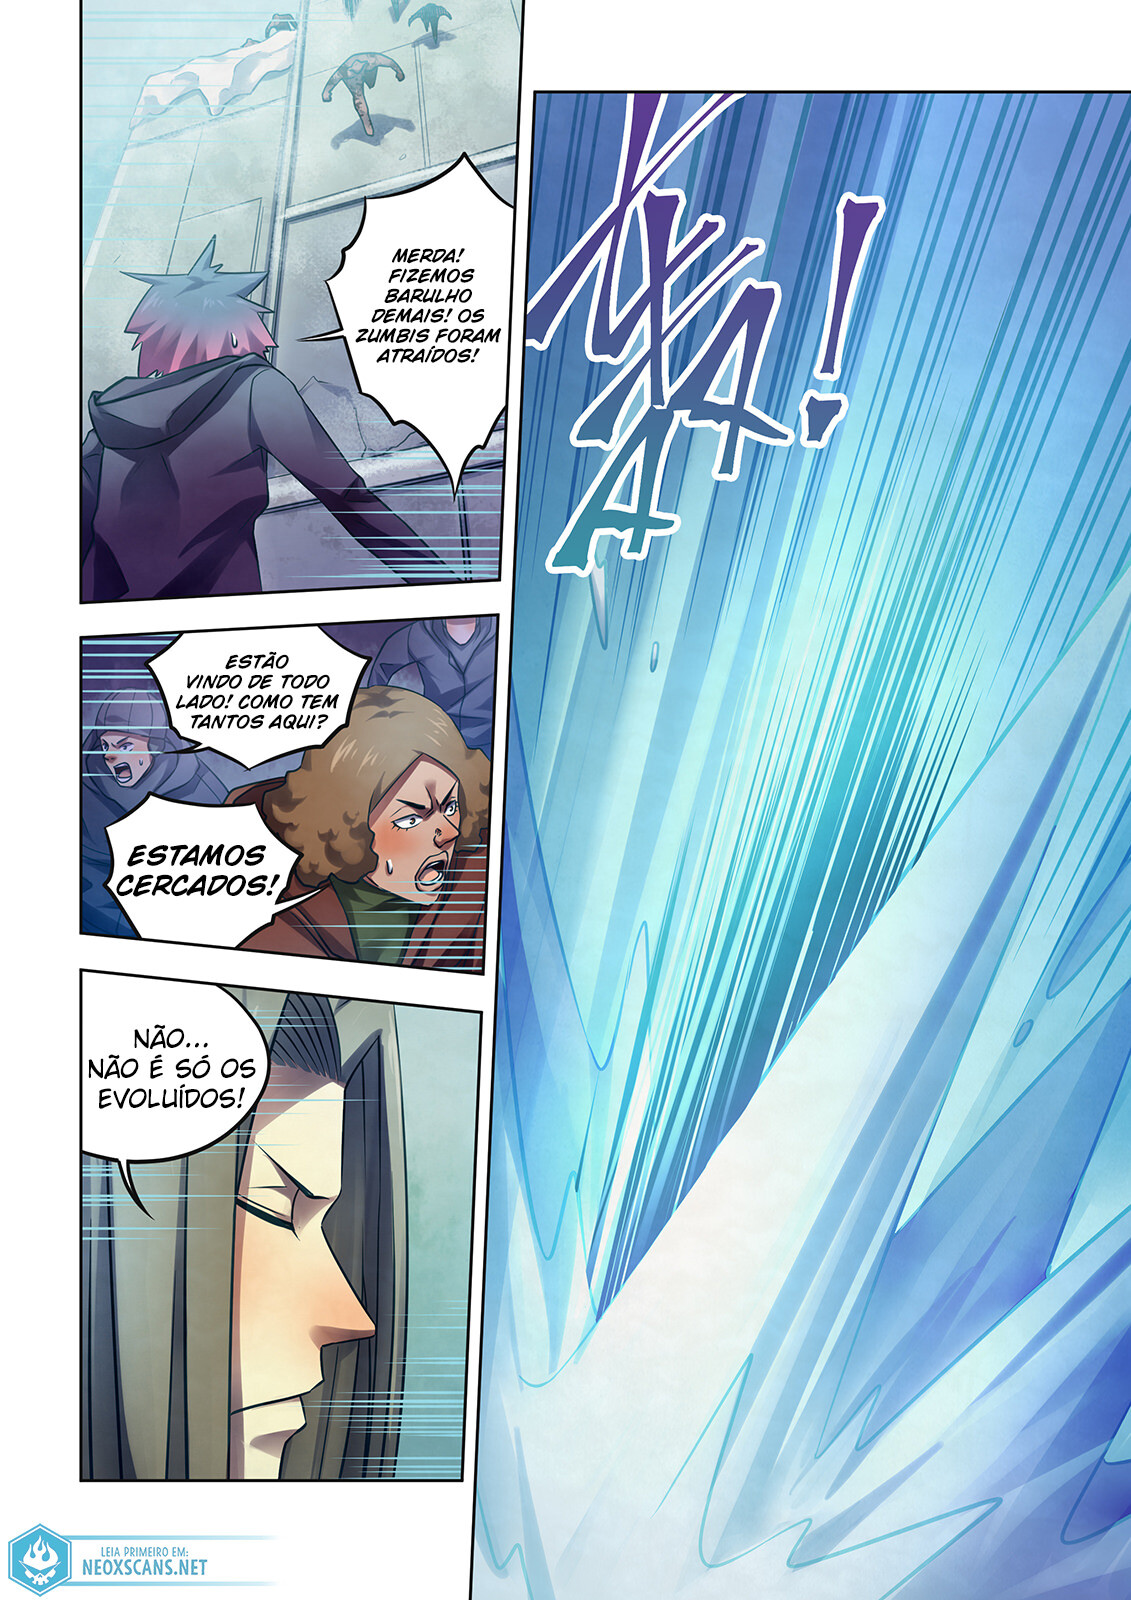 MERDA!
FIZEMOS
BARULHO
DEMAIS! OS
ZUMBIS FORAM
ATRAÍDOS!
ESTÃO
VINDO DE TODO
LADO! COMO TEM
TANTOS AQUI?
ESTAMOS
CERCADOS!
NÃO...
NÃO É SÓ OS
EVOLUÍDOS!
LEIA PRIMEIRO EM:
NEOXSCANS.NET